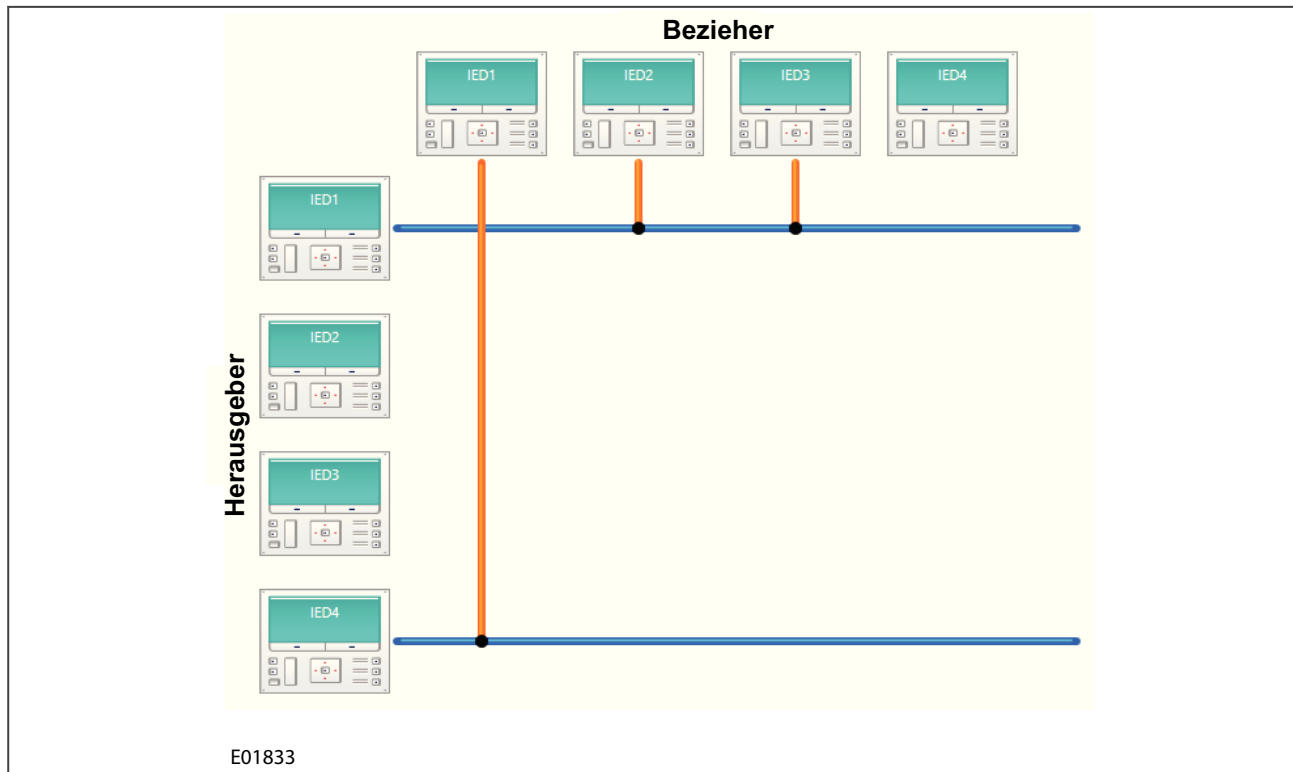 Bezieher
IED1
IED2
IED3
IED4
Herausgeber
IED1
IED2
IED3
IED4
E01833